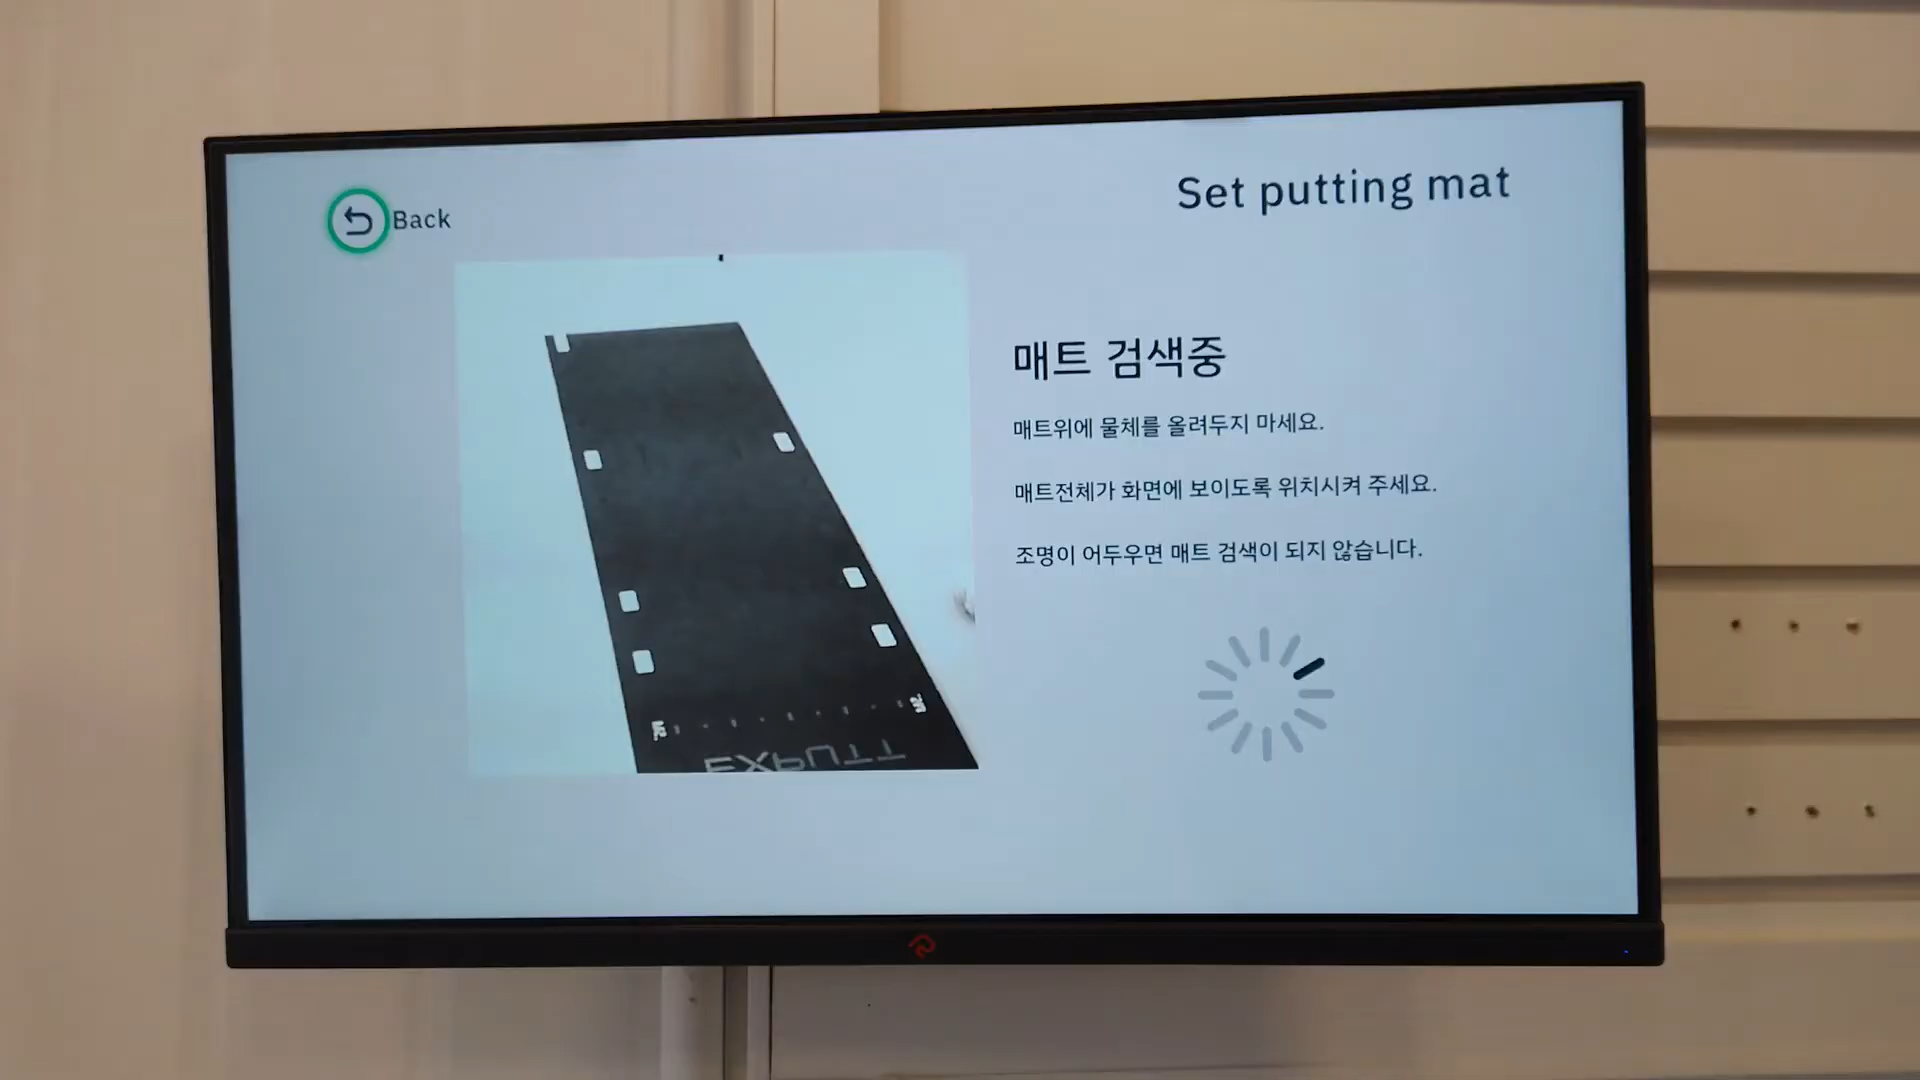 Back
Set putting mat
매트 검색중
매트위에 물체를 올려두지 마세요.
매트전체가 화면에 보이도록 위치시켜 주세요.
조명이 어두우면 매트 검색이 되지 않습니다.
EXPUTT